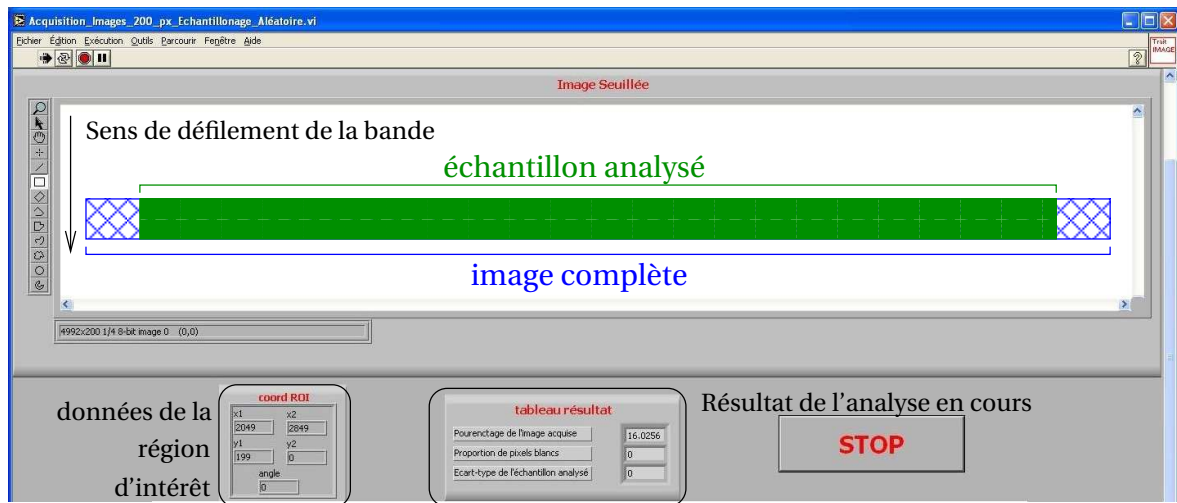 Acquisition_Images_200_px_Echantillonage_Aléatoire.vi
Fichier Édition Exécution Outils Parcourir Fenêtre Aide
Trait
IMAGE
Image Seuillée
Sens de défilement de la bande
échantillon analysé
image complète
4992x200 1/4 8-bit image 0 (0,0)
données de la
région
d'intérêt
coord ROI
x1 x2
2049 2849
y1 y2
199 0
angle
0
tableau résultat
Pourenctage de l'image acquise 16.0256
Proportion de pixels blancs 0
Ecart-type de l'échantillon analysé 0
Résultat de l'analyse en cours
STOP